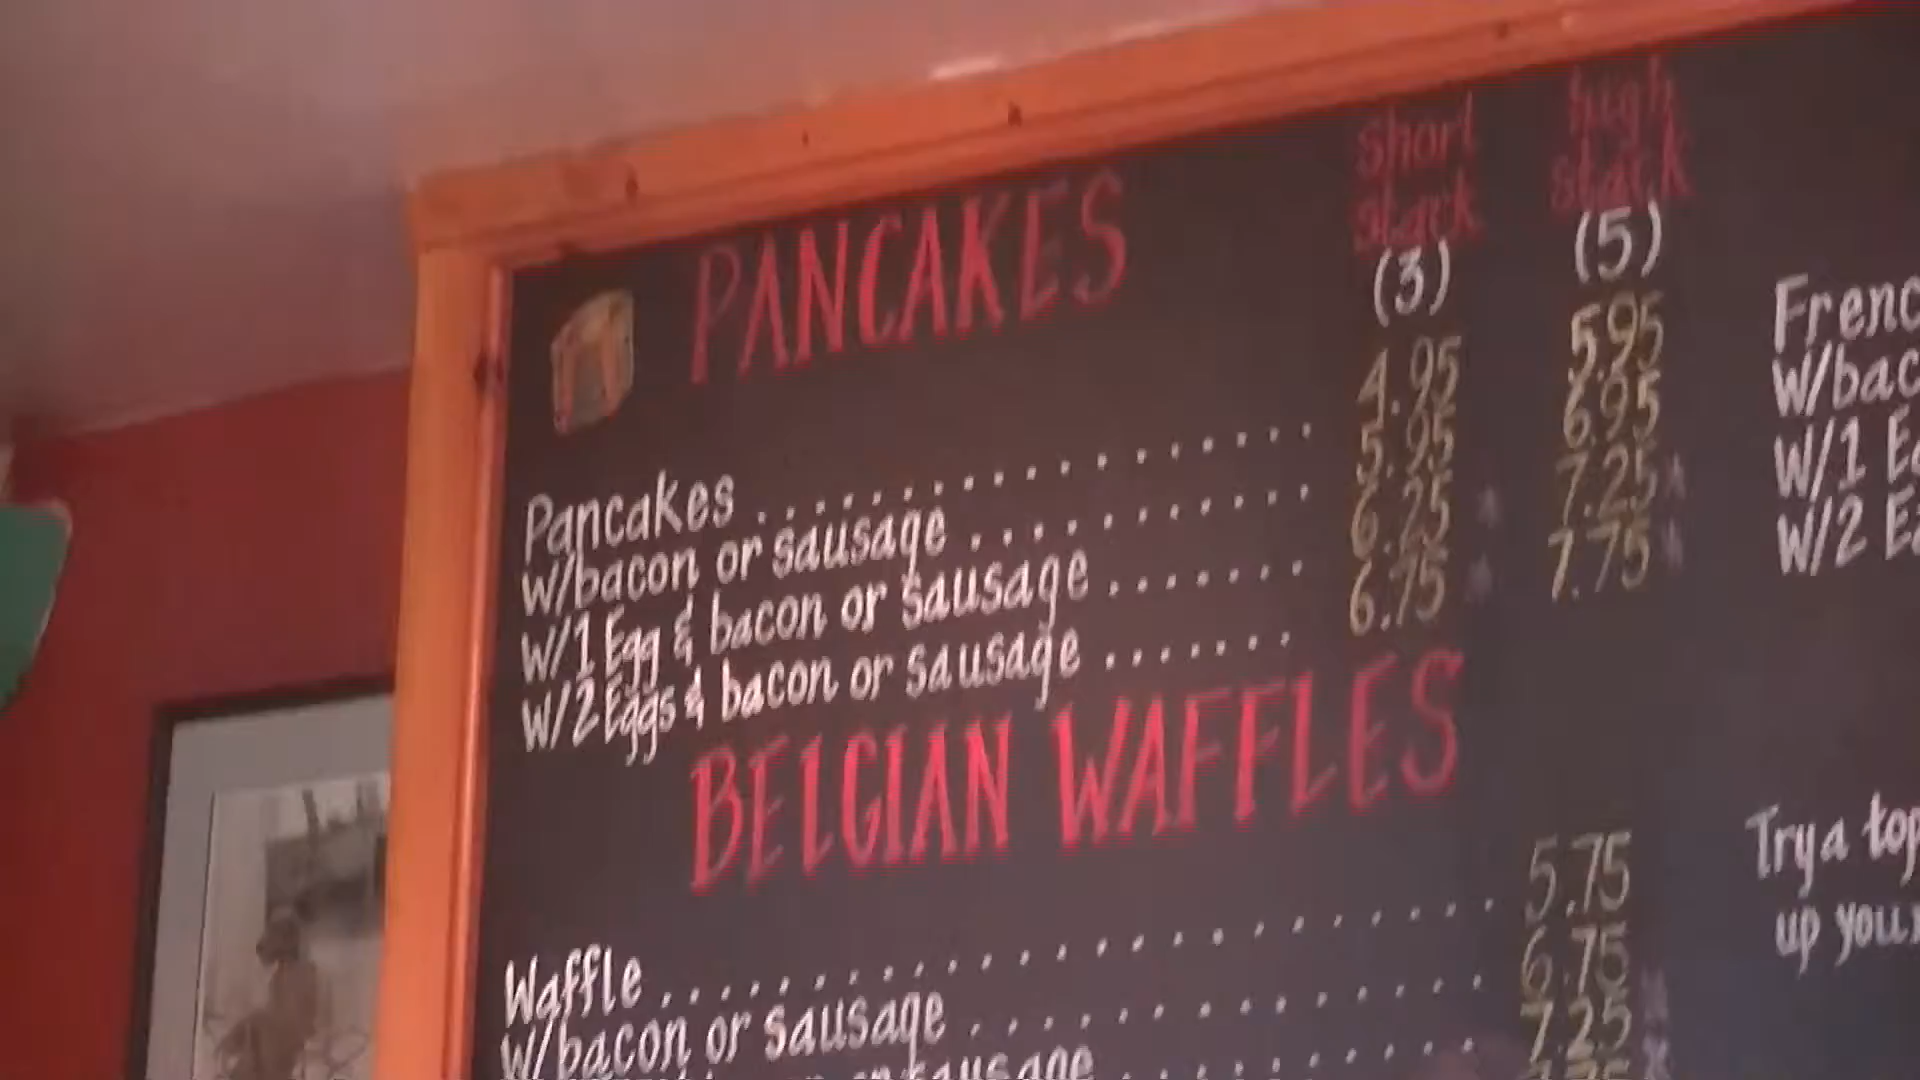 PANCAKES short stack (3) high stack (5)
Pancakes .................. 4.95 5.95
w/bacon or sausage ............ 5.95 6.95
w/1 Egg & bacon or sausage ....... 6.25 * 7.25 *
w/2 Eggs & bacon or sausage ....... 6.75 * 7.75 *
BELGIAN WAFFLES
Waffle ............................ 5.75
w/bacon or sausage .................. 6.75
or sausage ............. 7.25 *
Frenc
w/bac
w/1
w/2
Try a top
up you